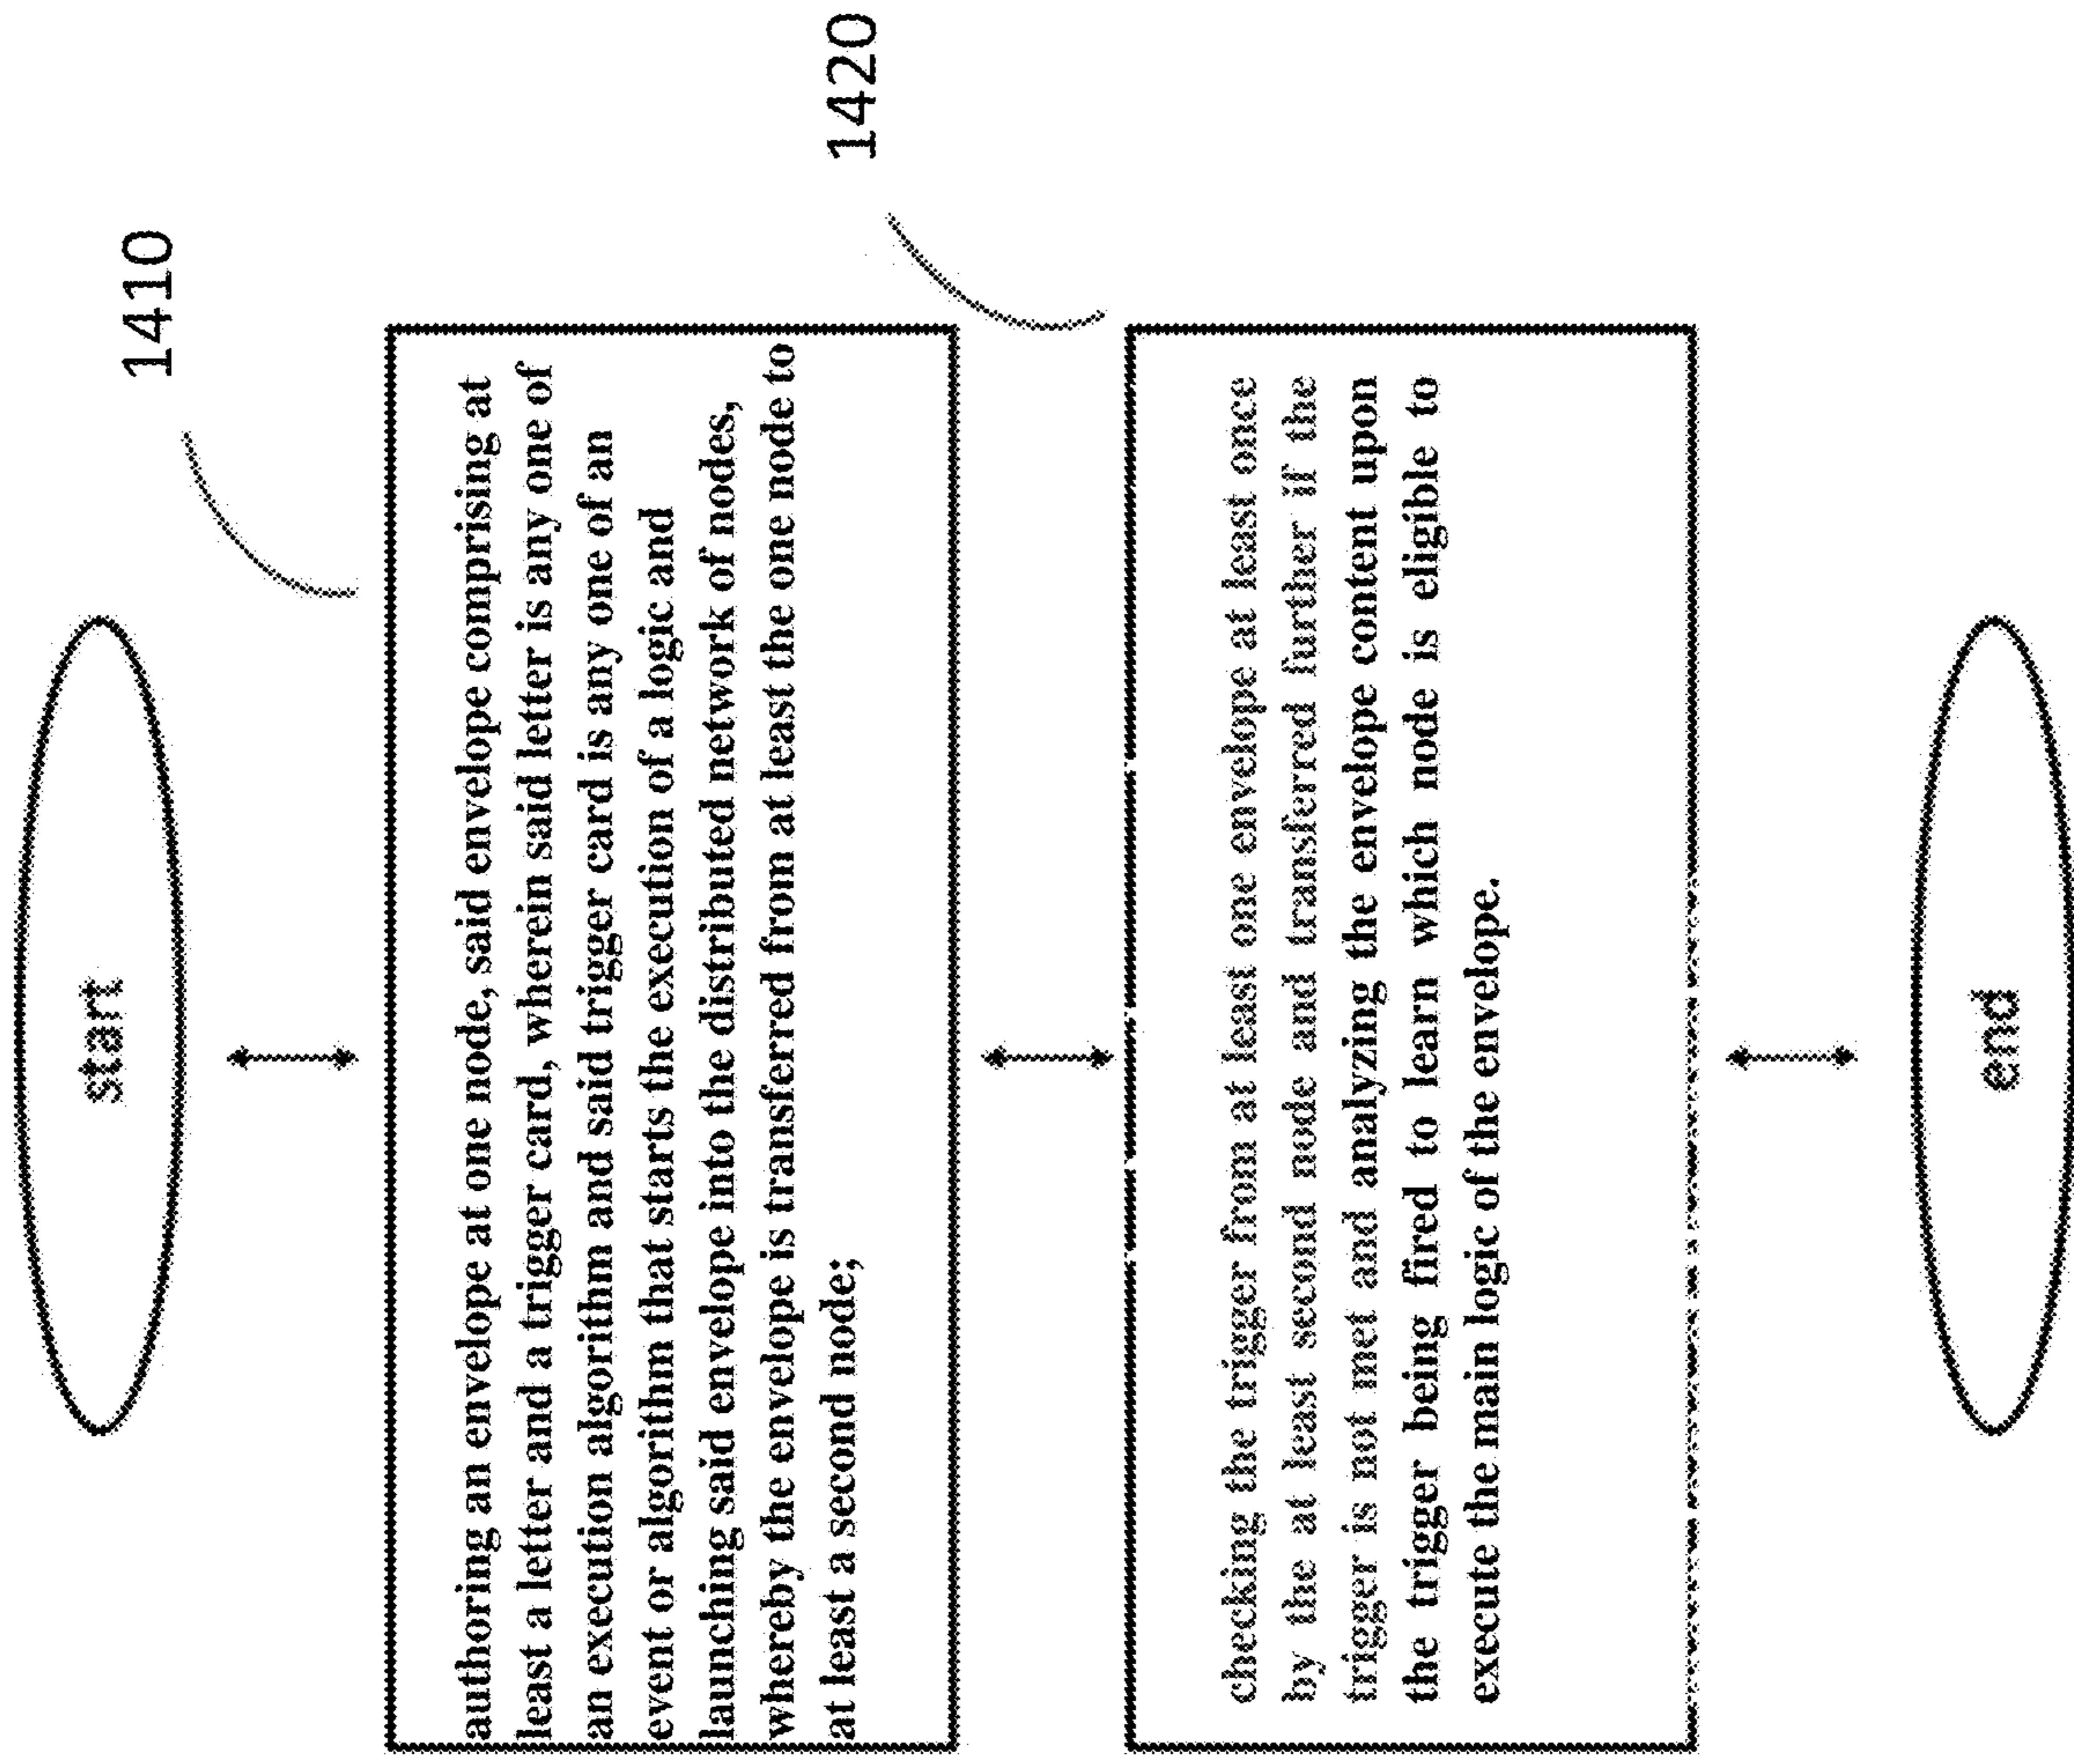 start
1410
authoring an envelope at one node, said envelope comprising at
least a letter and a trigger card, wherein said letter is any one of
an execution algorithm and said trigger card is any one of an
event or algorithm that starts the execution of a logic and
launching said envelope into the distributed network of nodes,
whereby the envelope is transferred from at least the one node to
at least a second node;
1420
checking the trigger from at least one envelope at least once
by the at least second node and transferred further if the
trigger is not met and analyzing the envelope content upon
the trigger being fired to learn which node is eligible to
execute the main logic of the envelope.
end